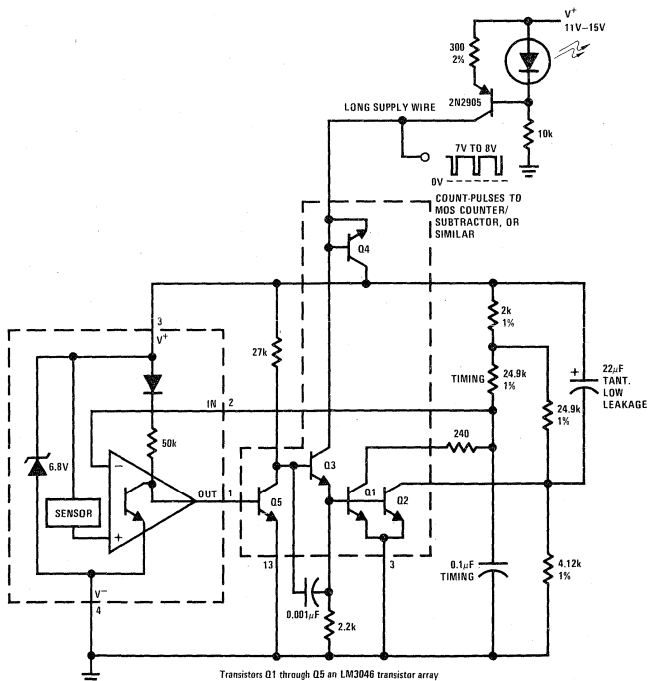 V+
11V–15V
300
2%
2N2905
LONG SUPPLY WIRE
10k
7V TO 8V
0V
COUNT-PULSES TO
MOS COUNTER/
SUBTRACTOR, OR
SIMILAR
Q4
3
V+
2k
1%
27k
TIMING
24.9k
1%
22μF
TANT.
LOW
LEAKAGE
+
IN
2
24.9k
1%
50k
240
6.8V
−
Q3
OUT
1
Q5
Q1
Q2
SENSOR
+
13
3
0.1μF
TIMING
4.12k
1%
V−
4
0.001μF
2.2k
Transistors Q1 through Q5 an LM3046 transistor array